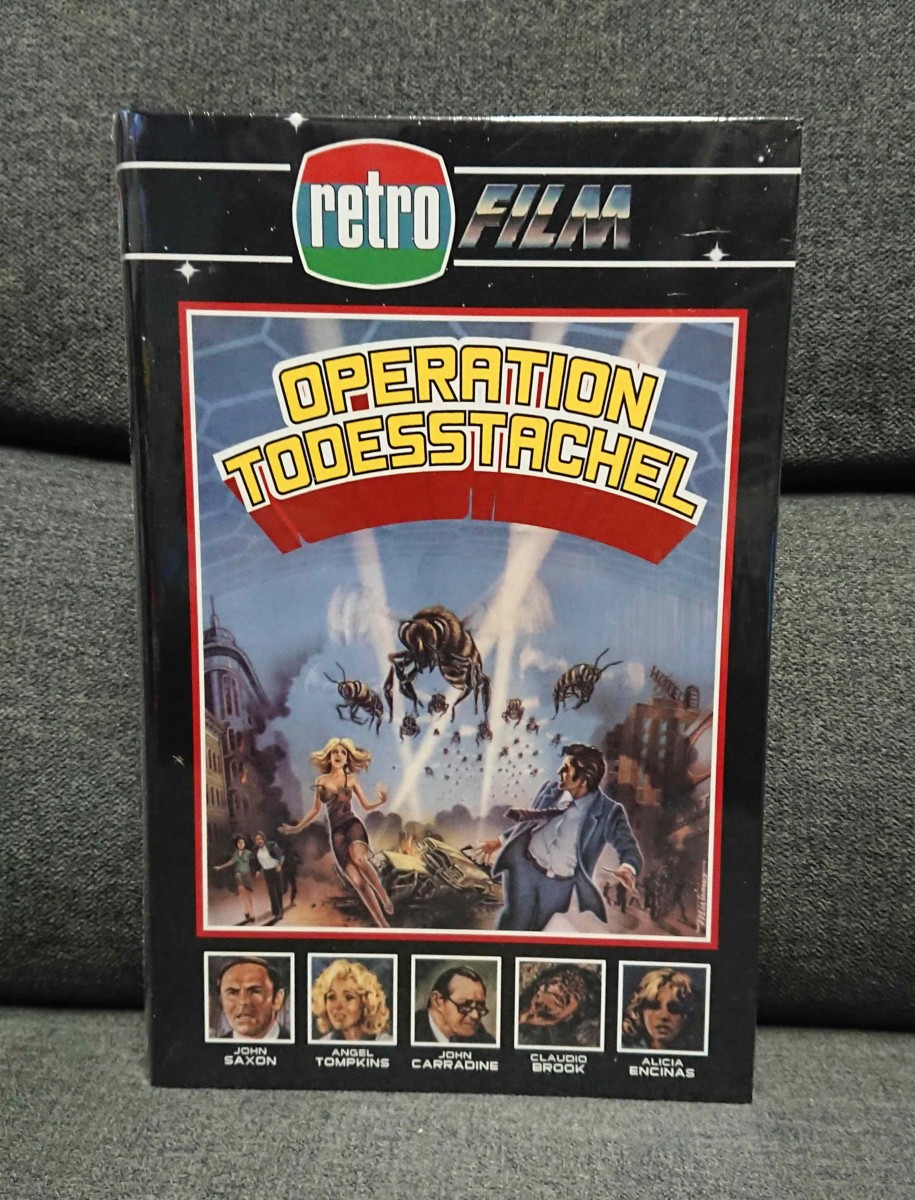 retro FILM
OPERATION
TODESSTACHEL
HOTEL
JOHN
SAXON
ANGEL
TOMPKINS
JOHN
CARRADINE
CLAUDIO
BROOK
ALICIA
ENCINAS